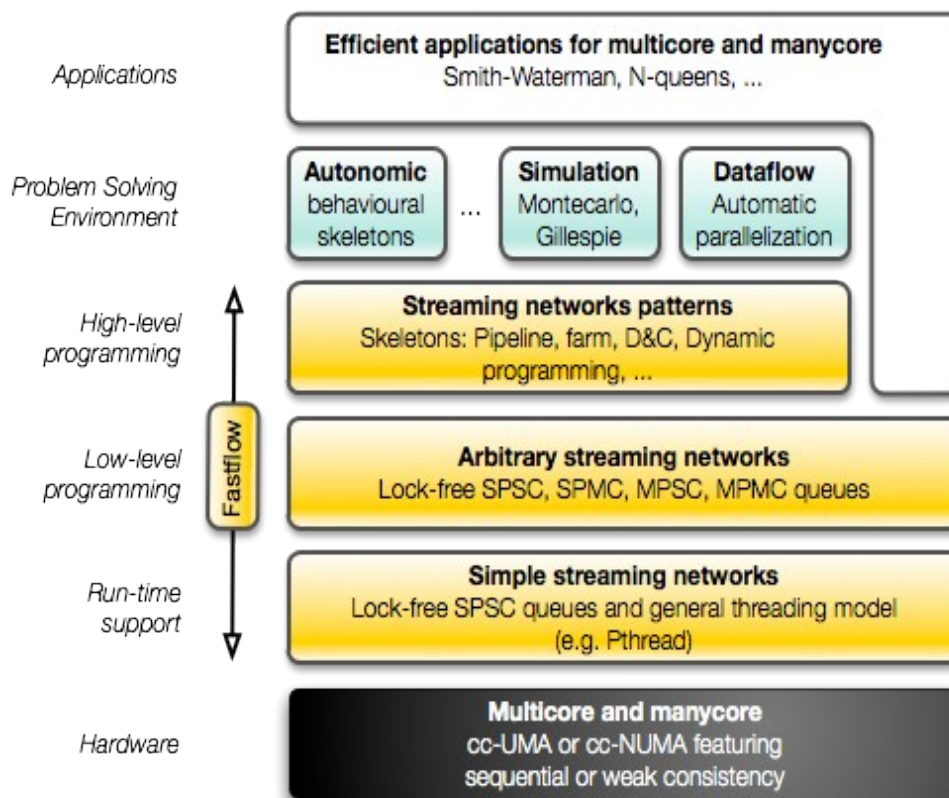 Applications
Efficient applications for multicore and manycore
Smith-Waterman, N-queens, ...
Problem Solving
Environment
Autonomic
behavioural
skeletons
...
Simulation
Montecarlo,
Gillespie
Dataflow
Automatic
parallelization
High-level
programming
Streaming networks patterns
Skeletons: Pipeline, farm, D&C, Dynamic
programming, ...
Fastflow
Low-level
programming
Arbitrary streaming networks
Lock-free SPSC, SPMC, MPSC, MPMC queues
Run-time
support
Simple streaming networks
Lock-free SPSC queues and general threading model
(e.g. Pthread)
Hardware
Multicore and manycore
cc-UMA or cc-NUMA featuring
sequential or weak consistency